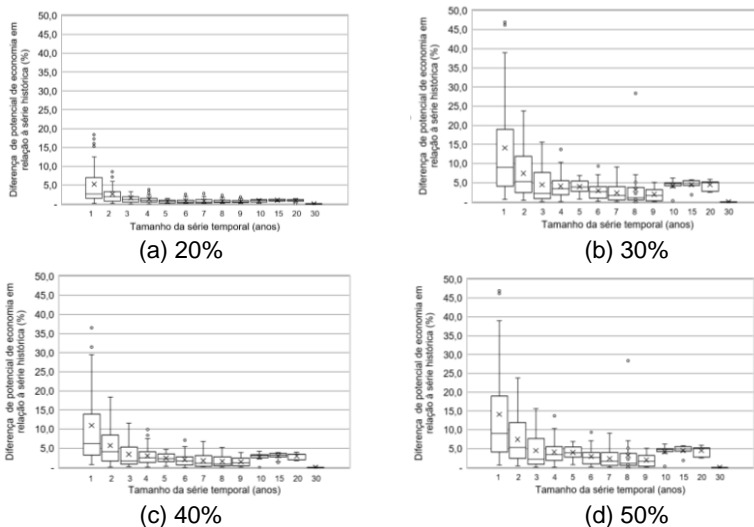 Diferença de potencial de economia em
relação à série histórica (%)
50,0
45,0
40,0
35,0
30,0
25,0
20,0
15,0
10,0
5,0
-
1 2 3 4 5 6 7 8 9 10 15 20 30
Tamanho da série temporal (anos)
(a) 20%
Diferença de potencial de economia em
relação à série histórica (%)
50,0
45,0
40,0
35,0
30,0
25,0
20,0
15,0
10,0
5,0
-
1 2 3 4 5 6 7 8 9 10 15 20 30
Tamanho da série temporal (anos)
(b) 30%
Diferença de potencial de economia em
relação à série histórica (%)
50,0
45,0
40,0
35,0
30,0
25,0
20,0
15,0
10,0
5,0
-
1 2 3 4 5 6 7 8 9 10 15 20 30
Tamanho da série temporal (anos)
(c) 40%
Diferença de potencial de economia em
relação à série histórica (%)
50,0
45,0
40,0
35,0
30,0
25,0
20,0
15,0
10,0
5,0
-
1 2 3 4 5 6 7 8 9 10 15 20 30
Tamanho da série temporal (anos)
(d) 50%